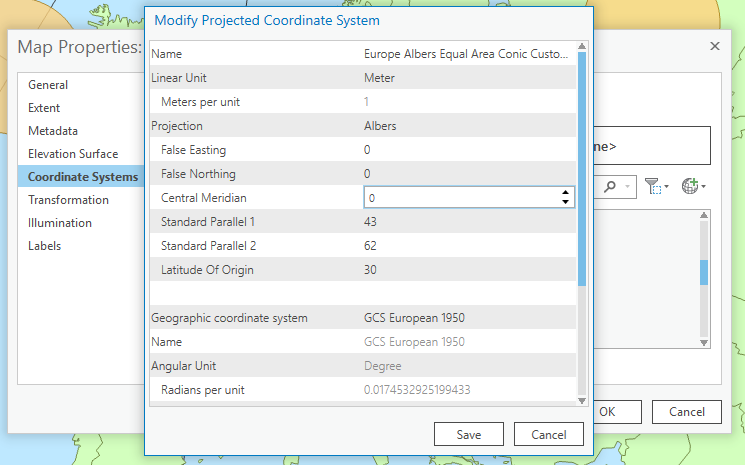 Modify Projected Coordinate System
Map Properties:
Name Europe Albers Equal Area Conic Custo...
Linear Unit Meter
Meters per unit 1
Projection Albers
False Easting 0
False Northing 0
Central Meridian 0
Standard Parallel 1 43
Standard Parallel 2 62
Latitude Of Origin 30
Geographic coordinate system GCS European 1950
Name GCS European 1950
Angular Unit Degree
Radians per unit 0.0174532925199433
Save Cancel
General
Extent
Metadata
Elevation Surface
Coordinate Systems
Transformation
Illumination
Labels
ne>
OK Cancel